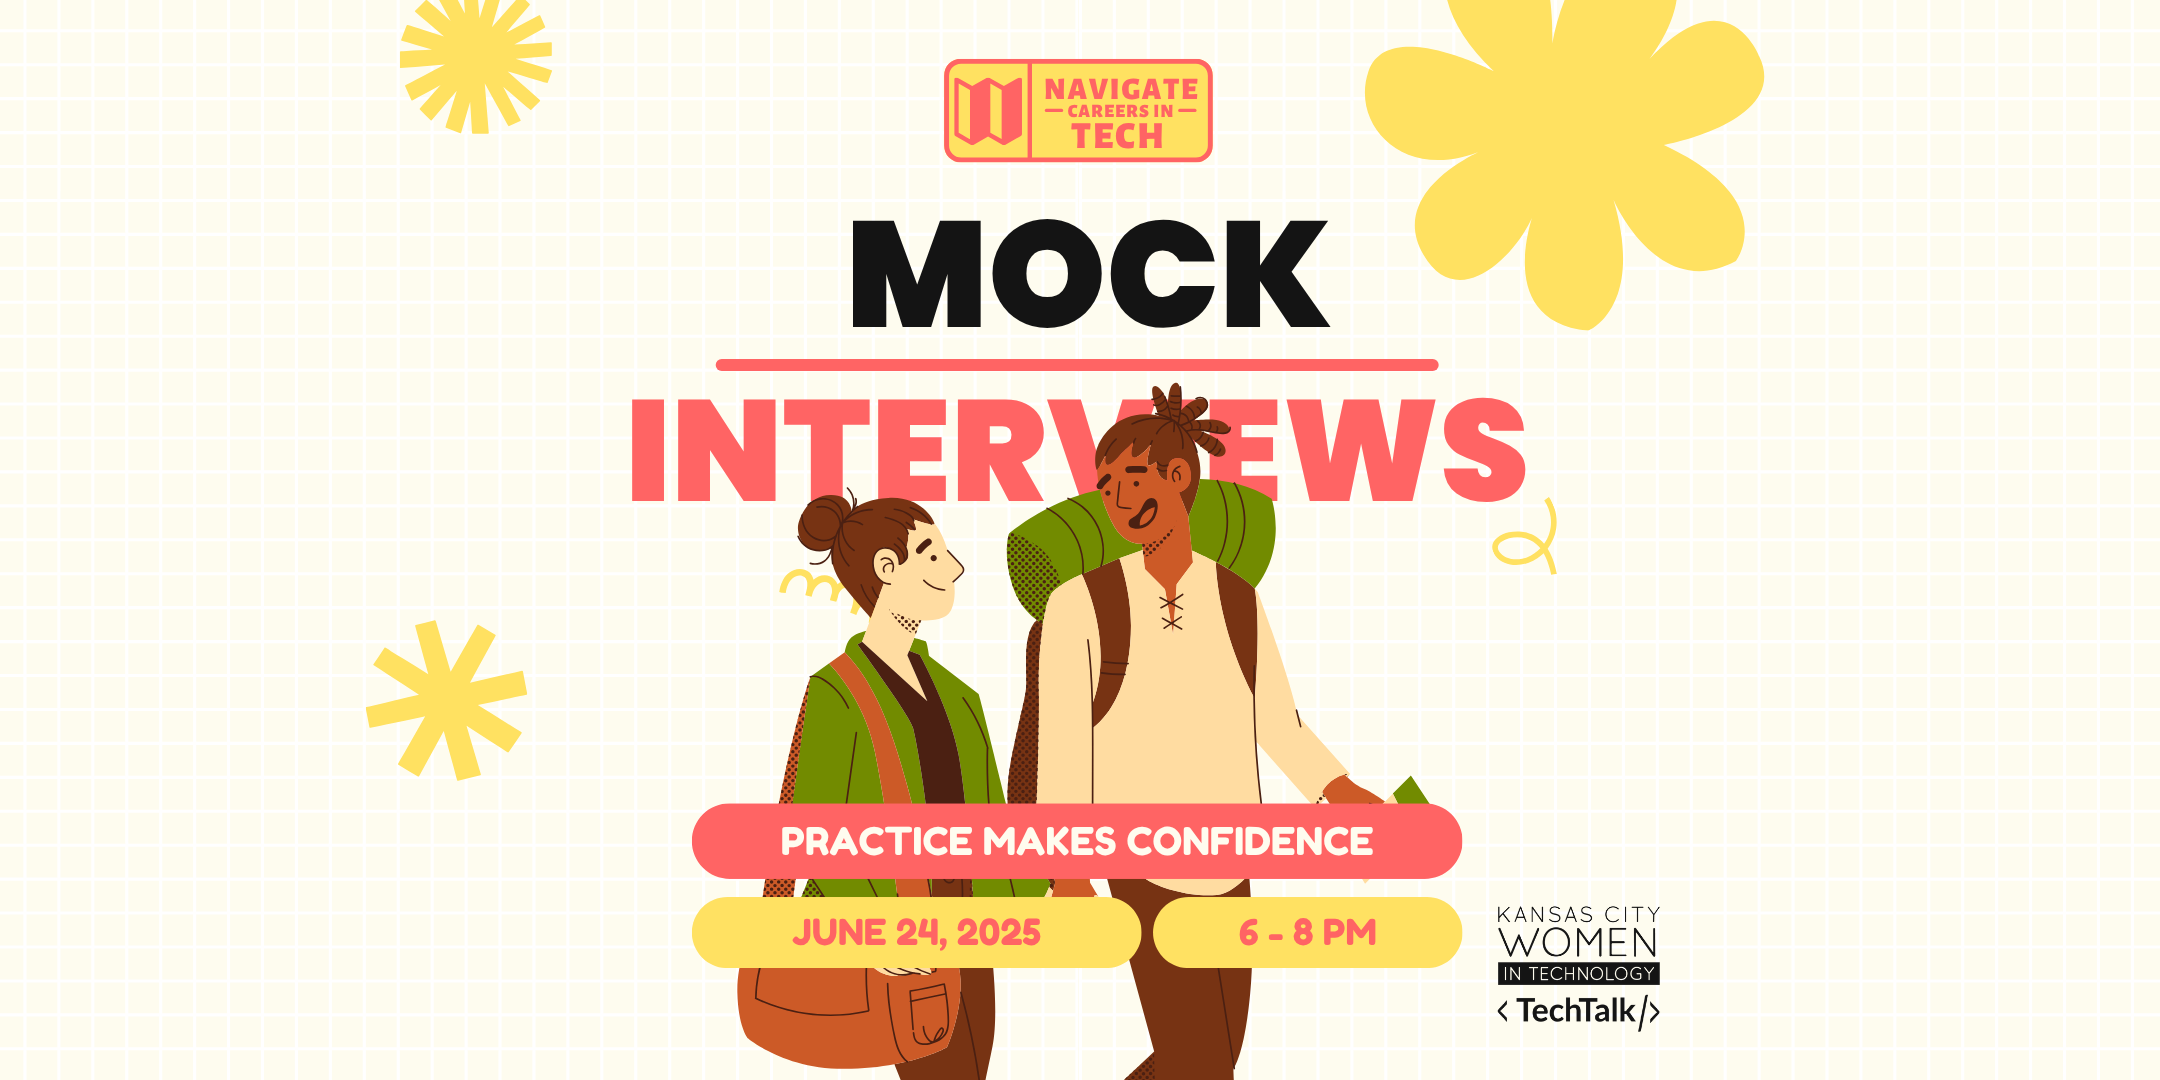 NAVIGATE
CAREERS IN
TECH
MOCK
INTERVIEWS
PRACTICE MAKES CONFIDENCE
JUNE 24, 2025
6 - 8 PM
KANSAS CITY
WOMEN
IN TECHNOLOGY
< TechTalk/>